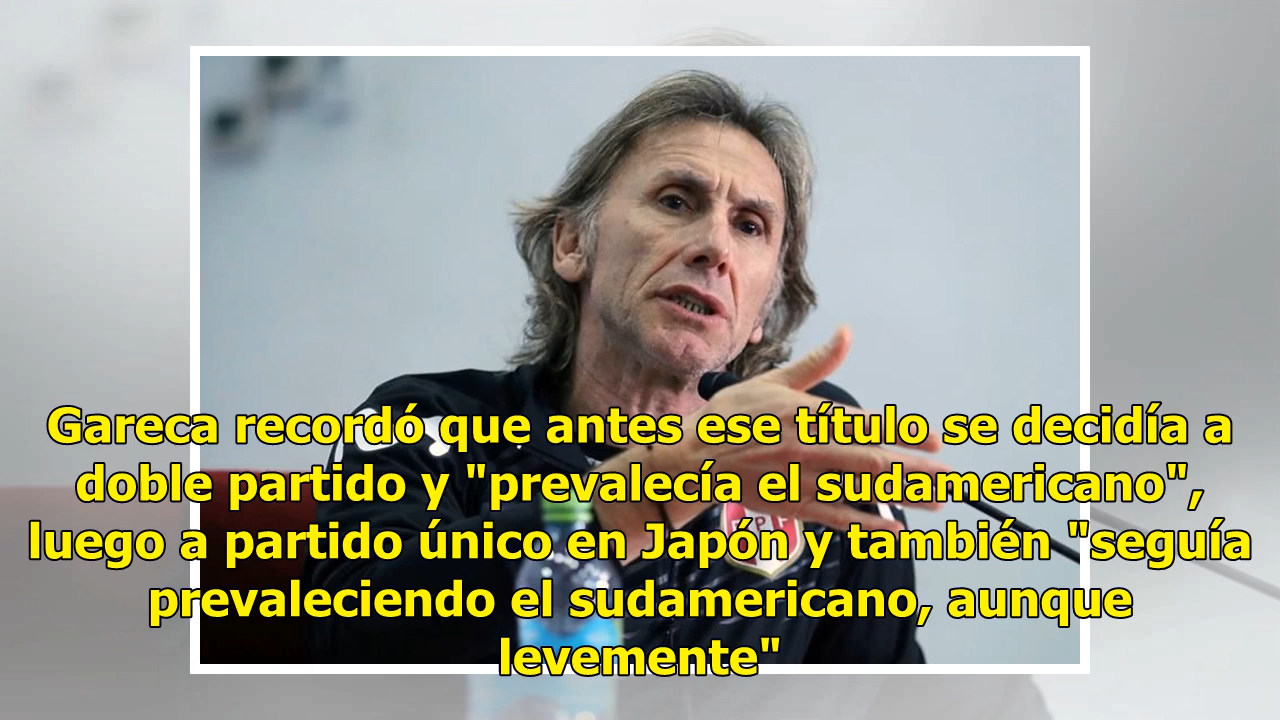 Gareca recordó que antes ese título se decidía a
doble partido y "prevalecía el sudamericano",
luego a partido único en Japón y también "seguía
prevaleciendo el sudamericano, aunque
levemente"